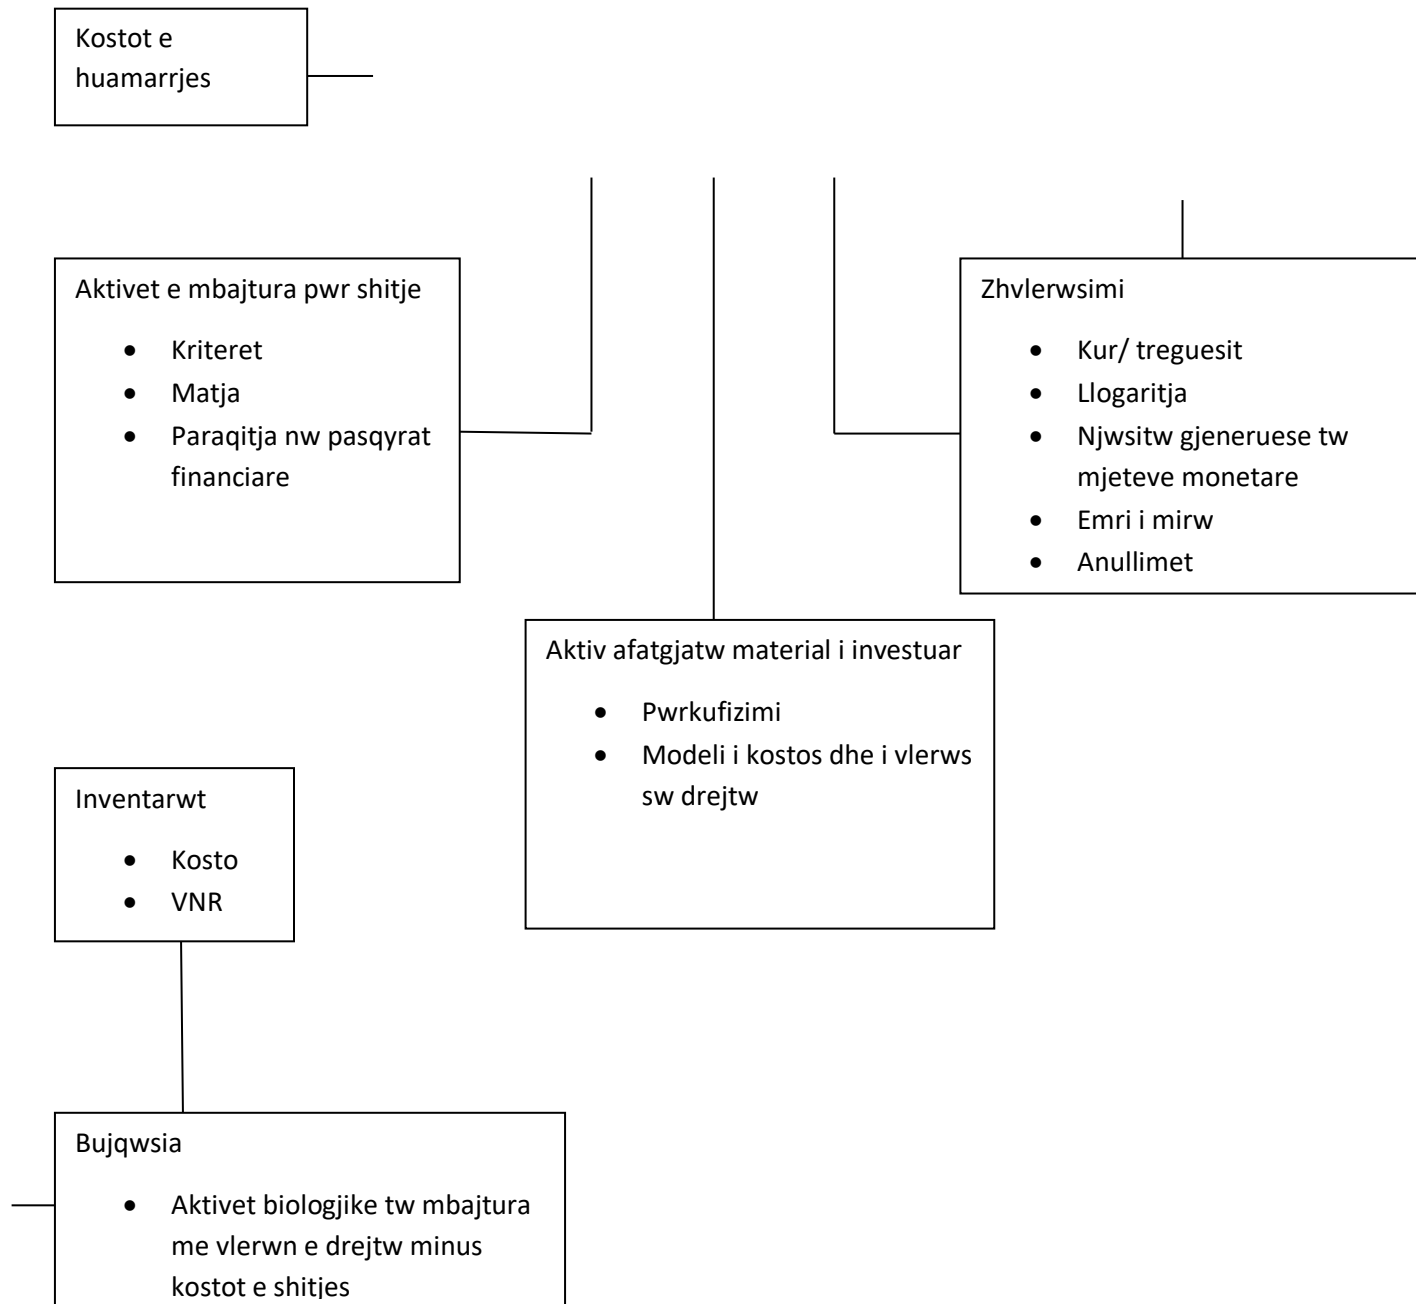 Kostot e
huamarrjes
Aktivet e mbajtura pwr shitje
• Kriteret
• Matja
• Paraqitja nw pasqyrat
financiare
Zhvlerwsimi
• Kur/ treguesit
• Llogaritja
• Njwsitw gjeneruese tw
mjeteve monetare
• Emri i mirw
• Anullimet
Aktiv afatgjatw material i investuar
• Pwrkufizimi
• Modeli i kostos dhe i vlerws
sw drejtw
Inventarwt
• Kosto
• VNR
Bujqwsia
• Aktivet biologjike tw mbajtura
me vlerwn e drejtw minus
kostot e shitjes